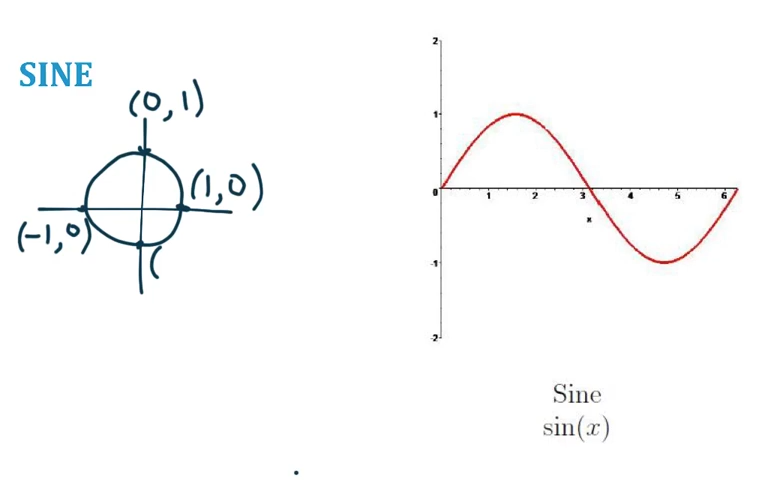 SINE
(0,1)
(1,0)
(-1,0)
(
2
1
0
1 2 3 4 5 6
x
-1
-2
Sine
sin(x)